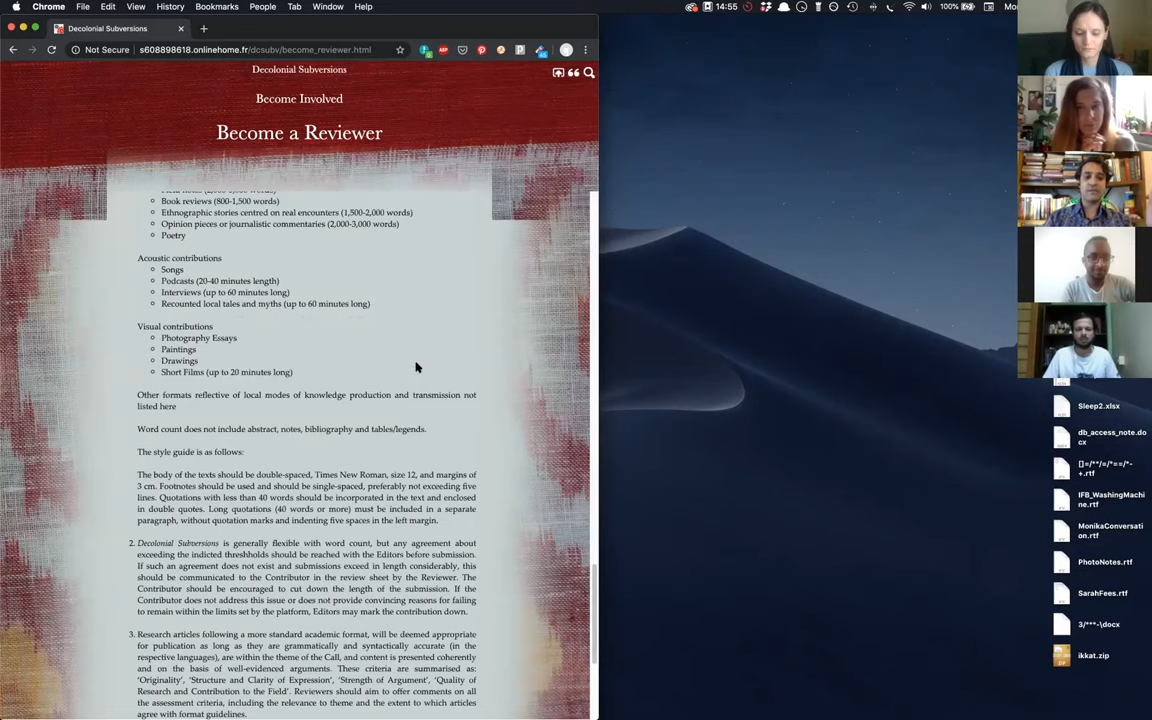 Chrome File Edit View History Bookmarks People Tab Window Help
14:55
100%
Decolonial Subversions
Not Secure s608898618.onlinehome.fr/dcsubv/become_reviewer.html
Decolonial Subversions
Become Involved
Become a Reviewer
Book reviews (800-1,500 words)
Ethnographic stories centred on real encounters (1,500-2,000 words)
Opinion pieces or journalistic commentaries (2,000-3,000 words)
Poetry
Acoustic contributions
Songs
Podcasts (20-40 minutes length)
Interviews (up to 60 minutes long)
Recounted local tales and myths (up to 60 minutes long)
Visual contributions
Photography Essays
Paintings
Drawings
Short Films (up to 20 minutes long)
Other formats reflective of local modes of knowledge production and transmission not
listed here
Word count does not include abstract, notes, bibliography and tables/legends.
The style guide is as follows:
The body of the texts should be double-spaced, Times New Roman, size 12, and margins of
3 cm. Footnotes should be used and should be single-spaced, preferably not exceeding five
lines. Quotations with less than 40 words should be incorporated in the text and enclosed
in double quotes. Long quotations (40 words or more) must be included in a separate
paragraph, without quotation marks and indenting five spaces in the left margin.
2. Decolonial Subversions is generally flexible with word count, but any agreement about
exceeding the indicted threshholds should be reached with the Editors before submission.
If such an agreement does not exist and submissions exceed in length considerably, this
should be communicated to the Contributor in the review sheet by the Reviewer. The
Contributor should be encouraged to cut down the length of the submission. If the
Contributor does not address this issue or does not provide convincing reasons for failing
to remain within the limits set by the platform, Editors may mark the contribution down.
3. Research articles following a more standard academic format, will be deemed appropriate
for publication as long as they are grammatically and syntactically accurate (in the
respective languages), are within the theme of the Call, and content is presented coherently
and on the basis of well-evidenced arguments. These criteria are summarised as:
'Originality', 'Structure and Clarity of Expression', 'Strength of Argument', 'Quality of
Research and Contribution to the Field'. Reviewers should aim to offer comments on all
the assessment criteria, including the relevance to theme and the extent to which articles
agree with format guidelines.
Sleep2.xlsx
db_access_note.do
cx
[]=/**/=/*==/*-
+.rtf
IFB_WashingMachi
ne.rtf
MonikaConversati
on.rtf
PhotoNotes.rtf
SarahFees.rtf
3/***-\docx
ikkat.zip